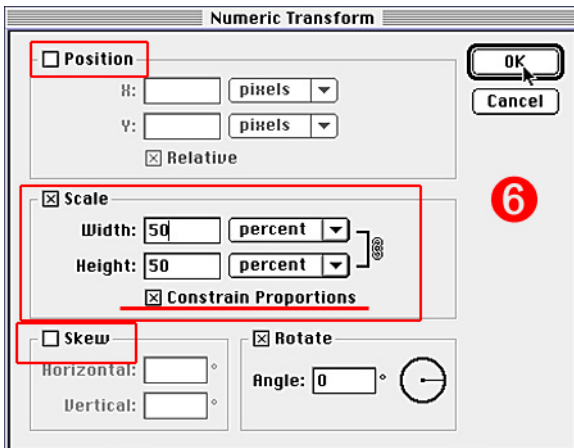 Numeric Transform
Position
X: pixels
Y: pixels
Relative
OK
Cancel
Scale
Width: 50 percent
Height: 50 percent
Constrain Proportions
6
Skew
Horizontal: °
Vertical: °
Rotate
Angle: 0 °